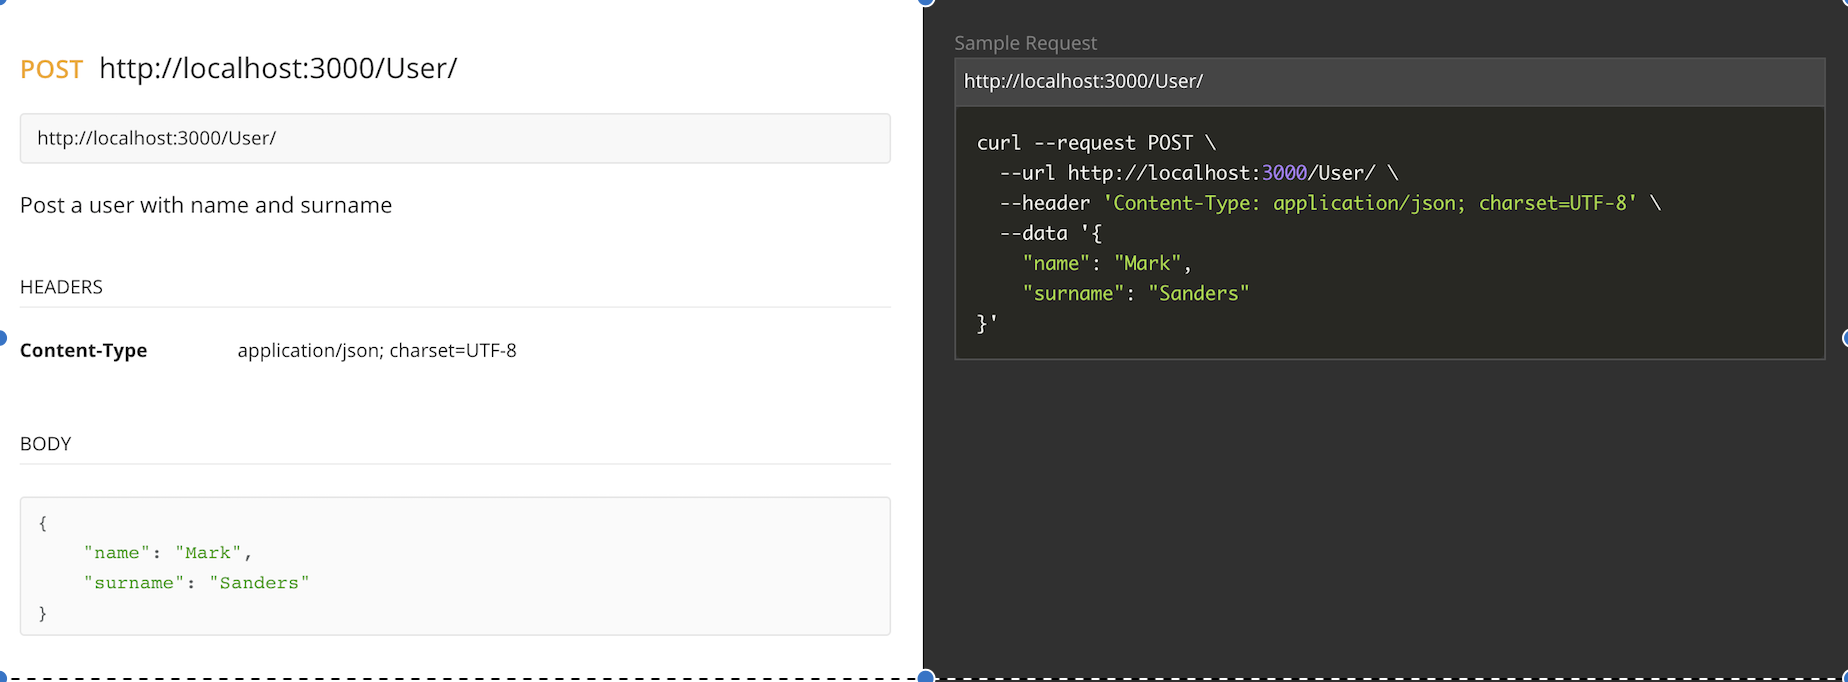 POST http://localhost:3000/User/
http://localhost:3000/User/
Post a user with name and surname
HEADERS
Content-Type application/json; charset=UTF-8
BODY
{
    "name": "Mark",
    "surname": "Sanders"
}
Sample Request
http://localhost:3000/User/
curl --request POST \
  --url http://localhost:3000/User/ \
  --header 'Content-Type: application/json; charset=UTF-8' \
  --data '{
    "name": "Mark",
    "surname": "Sanders"
}'